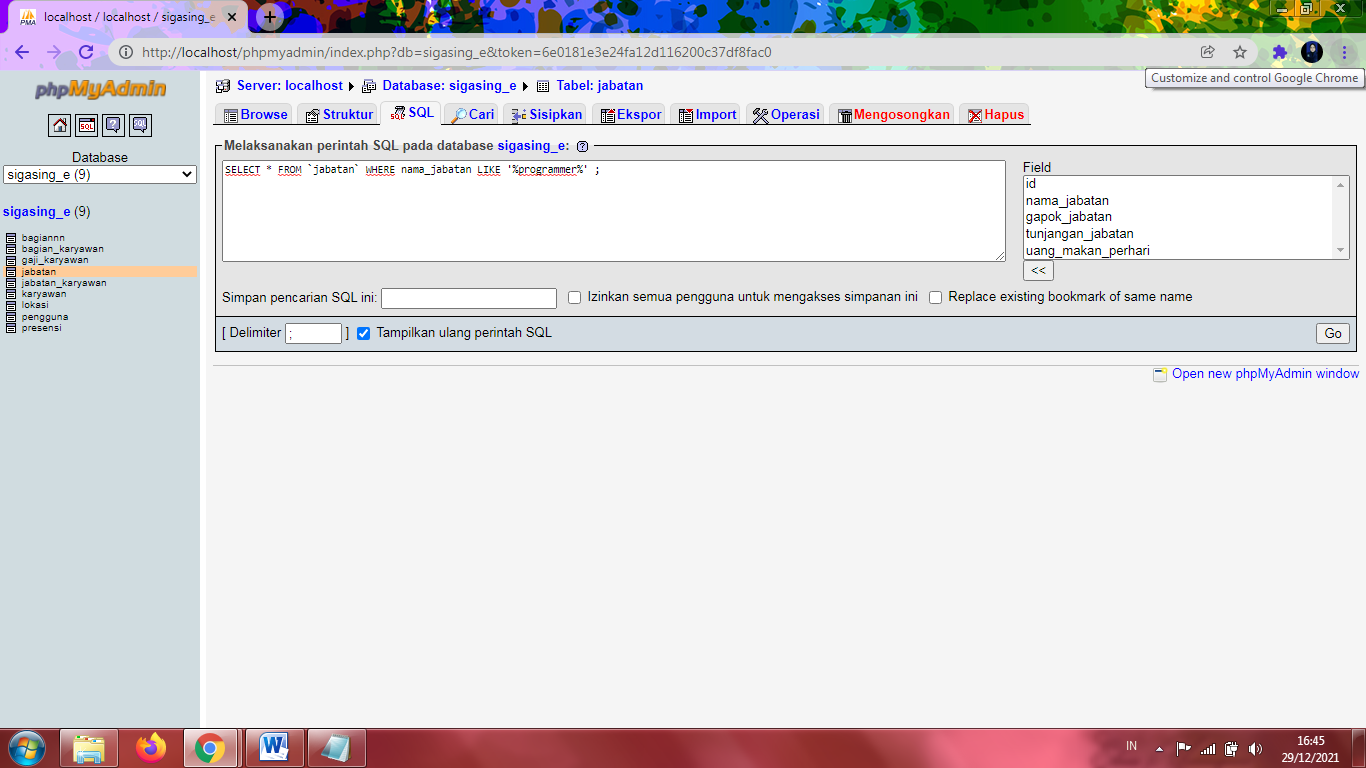 localhost / localhost / sigasing_e
http://localhost/phpmyadmin/index.php?db=sigasing_e&token=6e0181e3e24fa12d116200c37df8fac0
Customize and control Google Chrome
phpMyAdmin
SQL
Database
sigasing_e (9)
sigasing_e (9)
bagiannn
bagian_karyawan
gaji_karyawan
jabatan
jabatan_karyawan
karyawan
lokasi
pengguna
presensi
Server: localhost Database: sigasing_e Tabel: jabatan
Browse Struktur SQL Cari Sisipkan Ekspor Import Operasi Mengosongkan Hapus
Melaksanakan perintah SQL pada database sigasing_e:
SELECT * FROM `jabatan` WHERE nama_jabatan LIKE '%programmer%' ;
Field
id
nama_jabatan
gapok_jabatan
tunjangan_jabatan
uang_makan_perhari
<<
Simpan pencarian SQL ini: Izinkan semua pengguna untuk mengakses simpanan ini Replace existing bookmark of same name
[ Delimiter ; ] Tampilkan ulang perintah SQL Go
Open new phpMyAdmin window
IN 16:45
29/12/2021